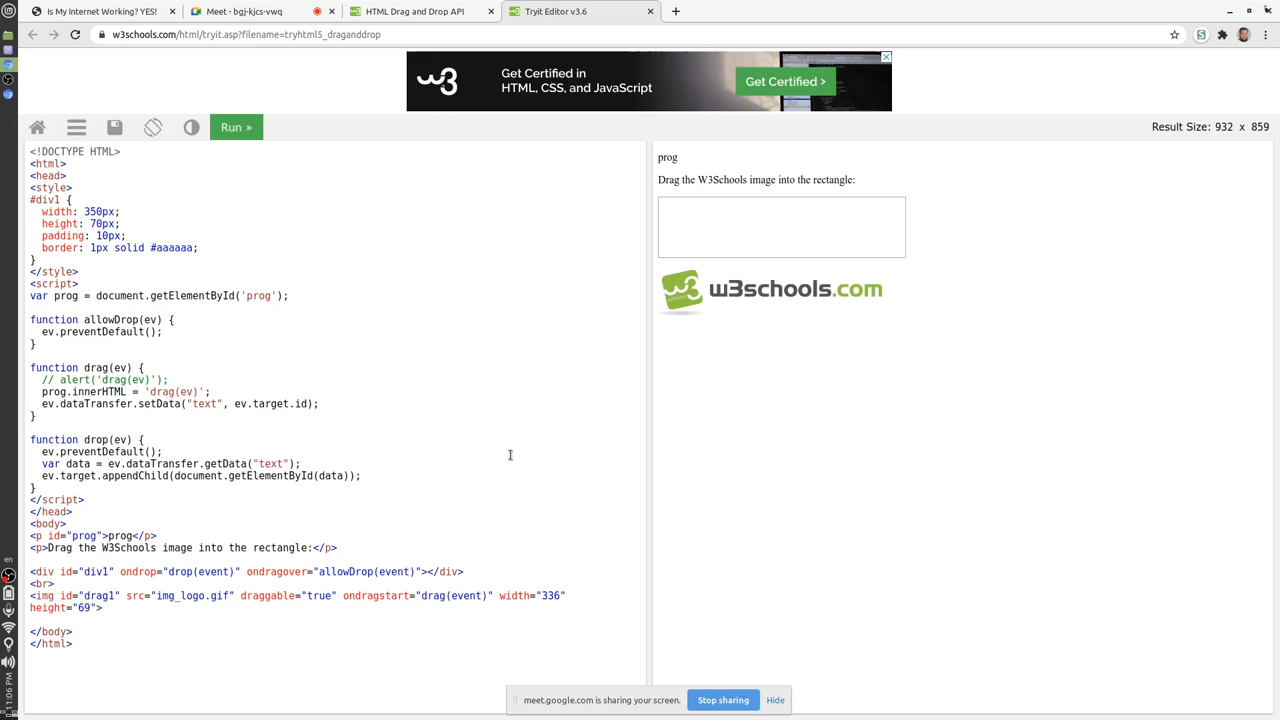 Is My Internet Working? YES!
Meet - bgj-kjcs-vwq
HTML Drag and Drop API
Tryit Editor v3.6
w3schools.com/html/tryit.asp?filename=tryhtml5_draganddrop
Get Certified in
HTML, CSS, and JavaScript
Get Certified >
Run »
Result Size: 932 x 859
<!DOCTYPE HTML>
<html>
<head>
<style>
#div1 {
  width: 350px;
  height: 70px;
  padding: 10px;
  border: 1px solid #aaaaaa;
}
</style>
<script>
var prog = document.getElementById('prog');
function allowDrop(ev) {
  ev.preventDefault();
}
function drag(ev) {
  // alert('drag(ev)');
  prog.innerHTML = 'drag(ev)';
  ev.dataTransfer.setData("text", ev.target.id);
}
function drop(ev) {
  ev.preventDefault();
  var data = ev.dataTransfer.getData("text");
  ev.target.appendChild(document.getElementById(data));
}
</script>
</head>
<body>
<p id="prog">prog</p>
<p>Drag the W3Schools image into the rectangle:</p>
<div id="div1" ondrop="drop(event)" ondragover="allowDrop(event)"></div>
<br>
<img id="drag1" src="img_logo.gif" draggable="true" ondragstart="drag(event)" width="336"
height="69">
</body>
</html>
prog
Drag the W3Schools image into the rectangle:
w3schools.com
en
11:06 PM
meet.google.com is sharing your screen.
Stop sharing
Hide